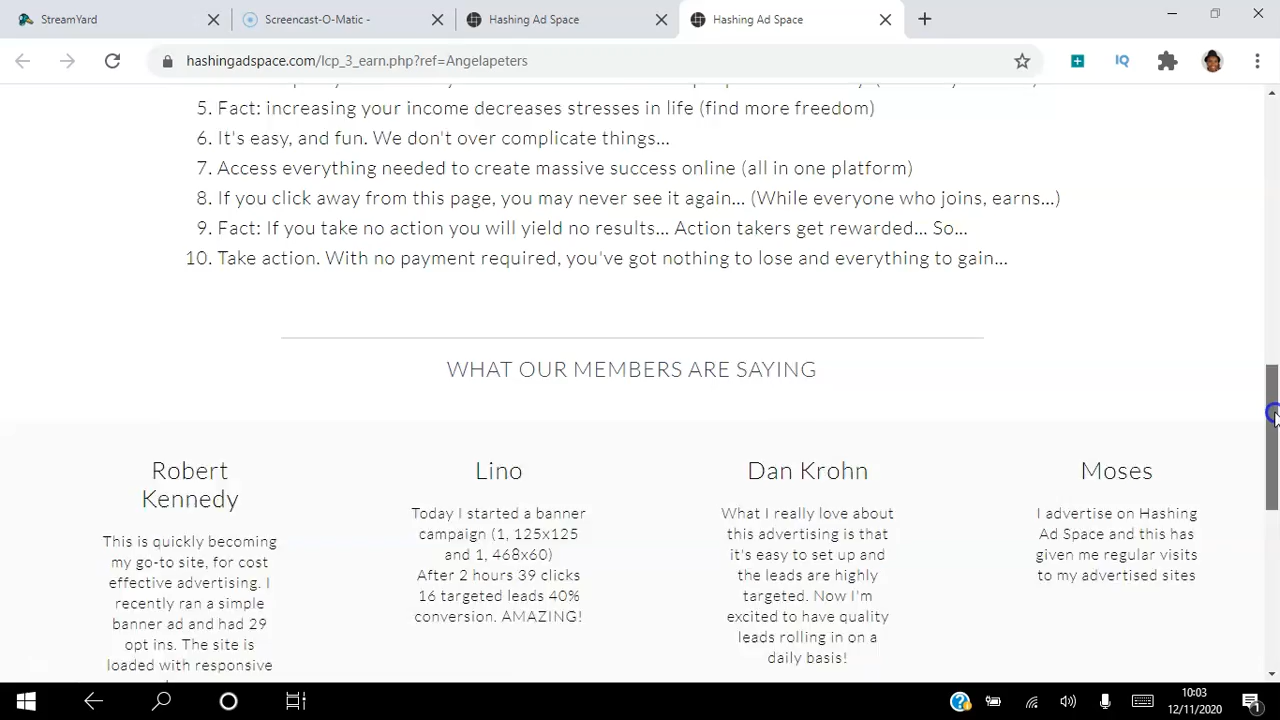 StreamYard
Screencast-O-Matic -
Hashing Ad Space
Hashing Ad Space
hashingadspace.com/lcp_3_earn.php?ref=Angelapeters
IQ
5. Fact: increasing your income decreases stresses in life (find more freedom)
6. It's easy, and fun. We don't over complicate things...
7. Access everything needed to create massive success online (all in one platform)
8. If you click away from this page, you may never see it again... (While everyone who joins, earns...)
9. Fact: If you take no action you will yield no results... Action takers get rewarded... So...
10. Take action. With no payment required, you've got nothing to lose and everything to gain...
WHAT OUR MEMBERS ARE SAYING
Robert
Kennedy
This is quickly becoming
my go-to site, for cost
effective advertising. I
recently ran a simple
banner ad and had 29
opt ins. The site is
loaded with responsive
Lino
Today I started a banner
campaign (1, 125x125
and 1, 468x60)
After 2 hours 39 clicks
16 targeted leads 40%
conversion. AMAZING!
Dan Krohn
What I really love about
this advertising is that
it's easy to set up and
the leads are highly
targeted. Now I'm
excited to have quality
leads rolling in on a
daily basis!
Moses
I advertise on Hashing
Ad Space and this has
given me regular visits
to my advertised sites
10:03
12/11/2020
1